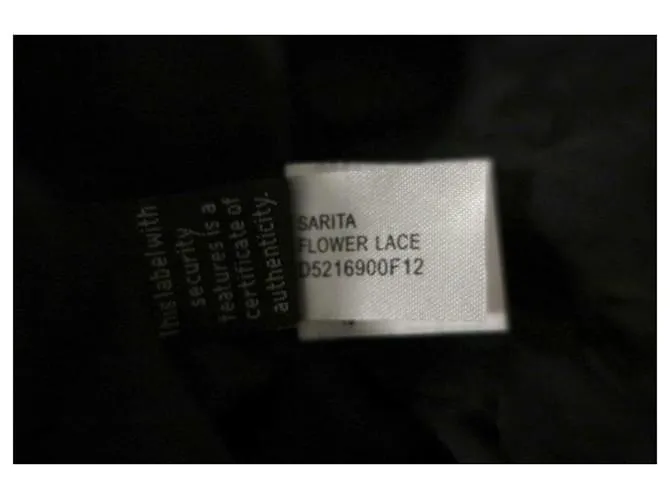 This label with
security
features is a
certificate of
authenticity.
SARITA
FLOWER LACE
D5216900F12